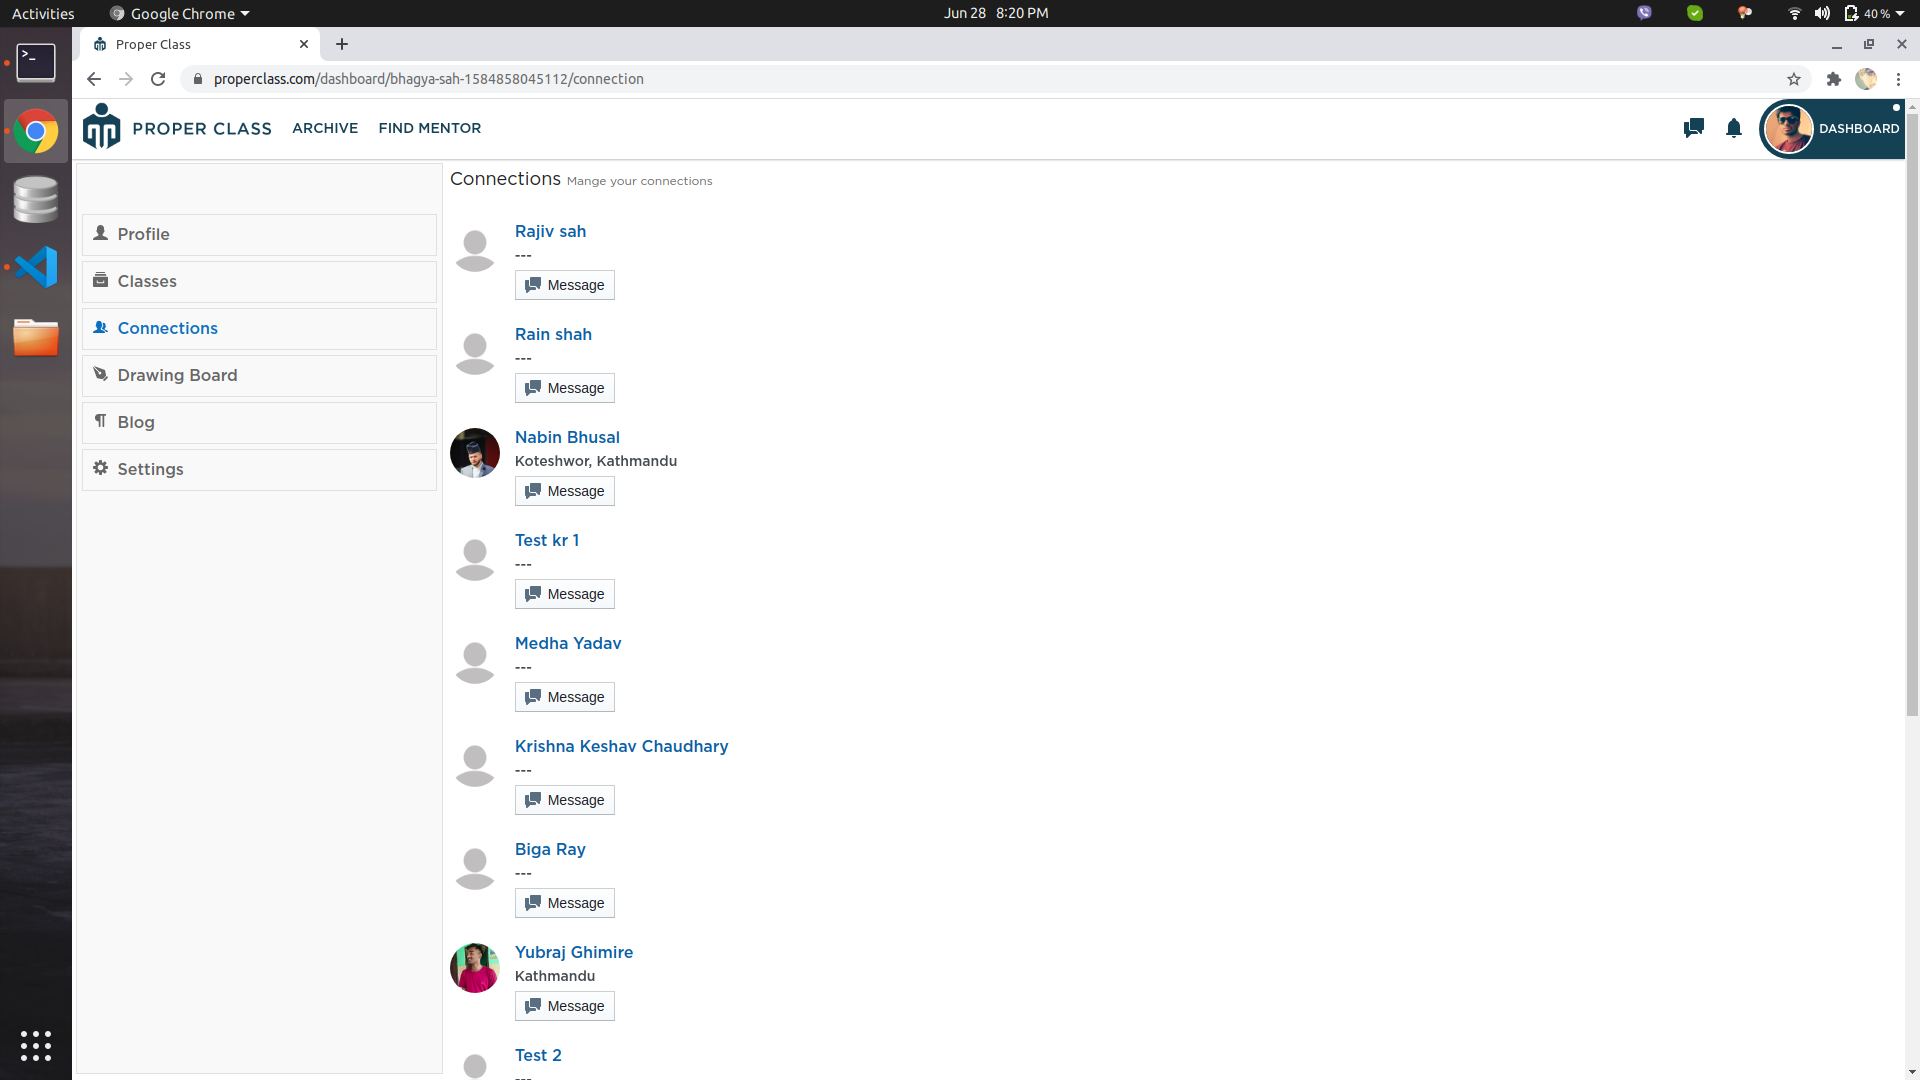 Activities
Google Chrome
Jun 28 8:20 PM
40 %
Proper Class
properclass.com/dashboard/bhagya-sah-1584858045112/connection
PROPER CLASS
ARCHIVE
FIND MENTOR
DASHBOARD
Profile
Classes
Connections
Drawing Board
Blog
Settings
Connections Mange your connections
Rajiv sah
---
Message
Rain shah
---
Message
Nabin Bhusal
Koteshwor, Kathmandu
Message
Test kr 1
---
Message
Medha Yadav
---
Message
Krishna Keshav Chaudhary
---
Message
Biga Ray
---
Message
Yubraj Ghimire
Kathmandu
Message
Test 2
---